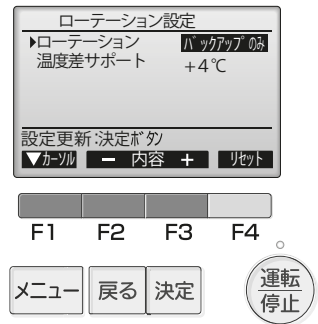 ローテーション設定
▶ローテーション バックアップのみ
温度差サポート +4℃
設定更新:決定ボタン
▼カーソル － 内容 ＋ リセット
F1 F2 F3 F4
メニュー 戻る 決定 運転
停止